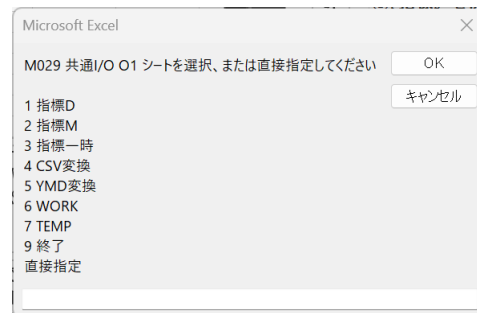 Microsoft Excel
M029 共通I/O O1 シートを選択、または直接指定してください
OK
キャンセル
1 指標D
2 指標M
3 指標一時
4 CSV変換
5 YMD変換
6 WORK
7 TEMP
9 終了
直接指定